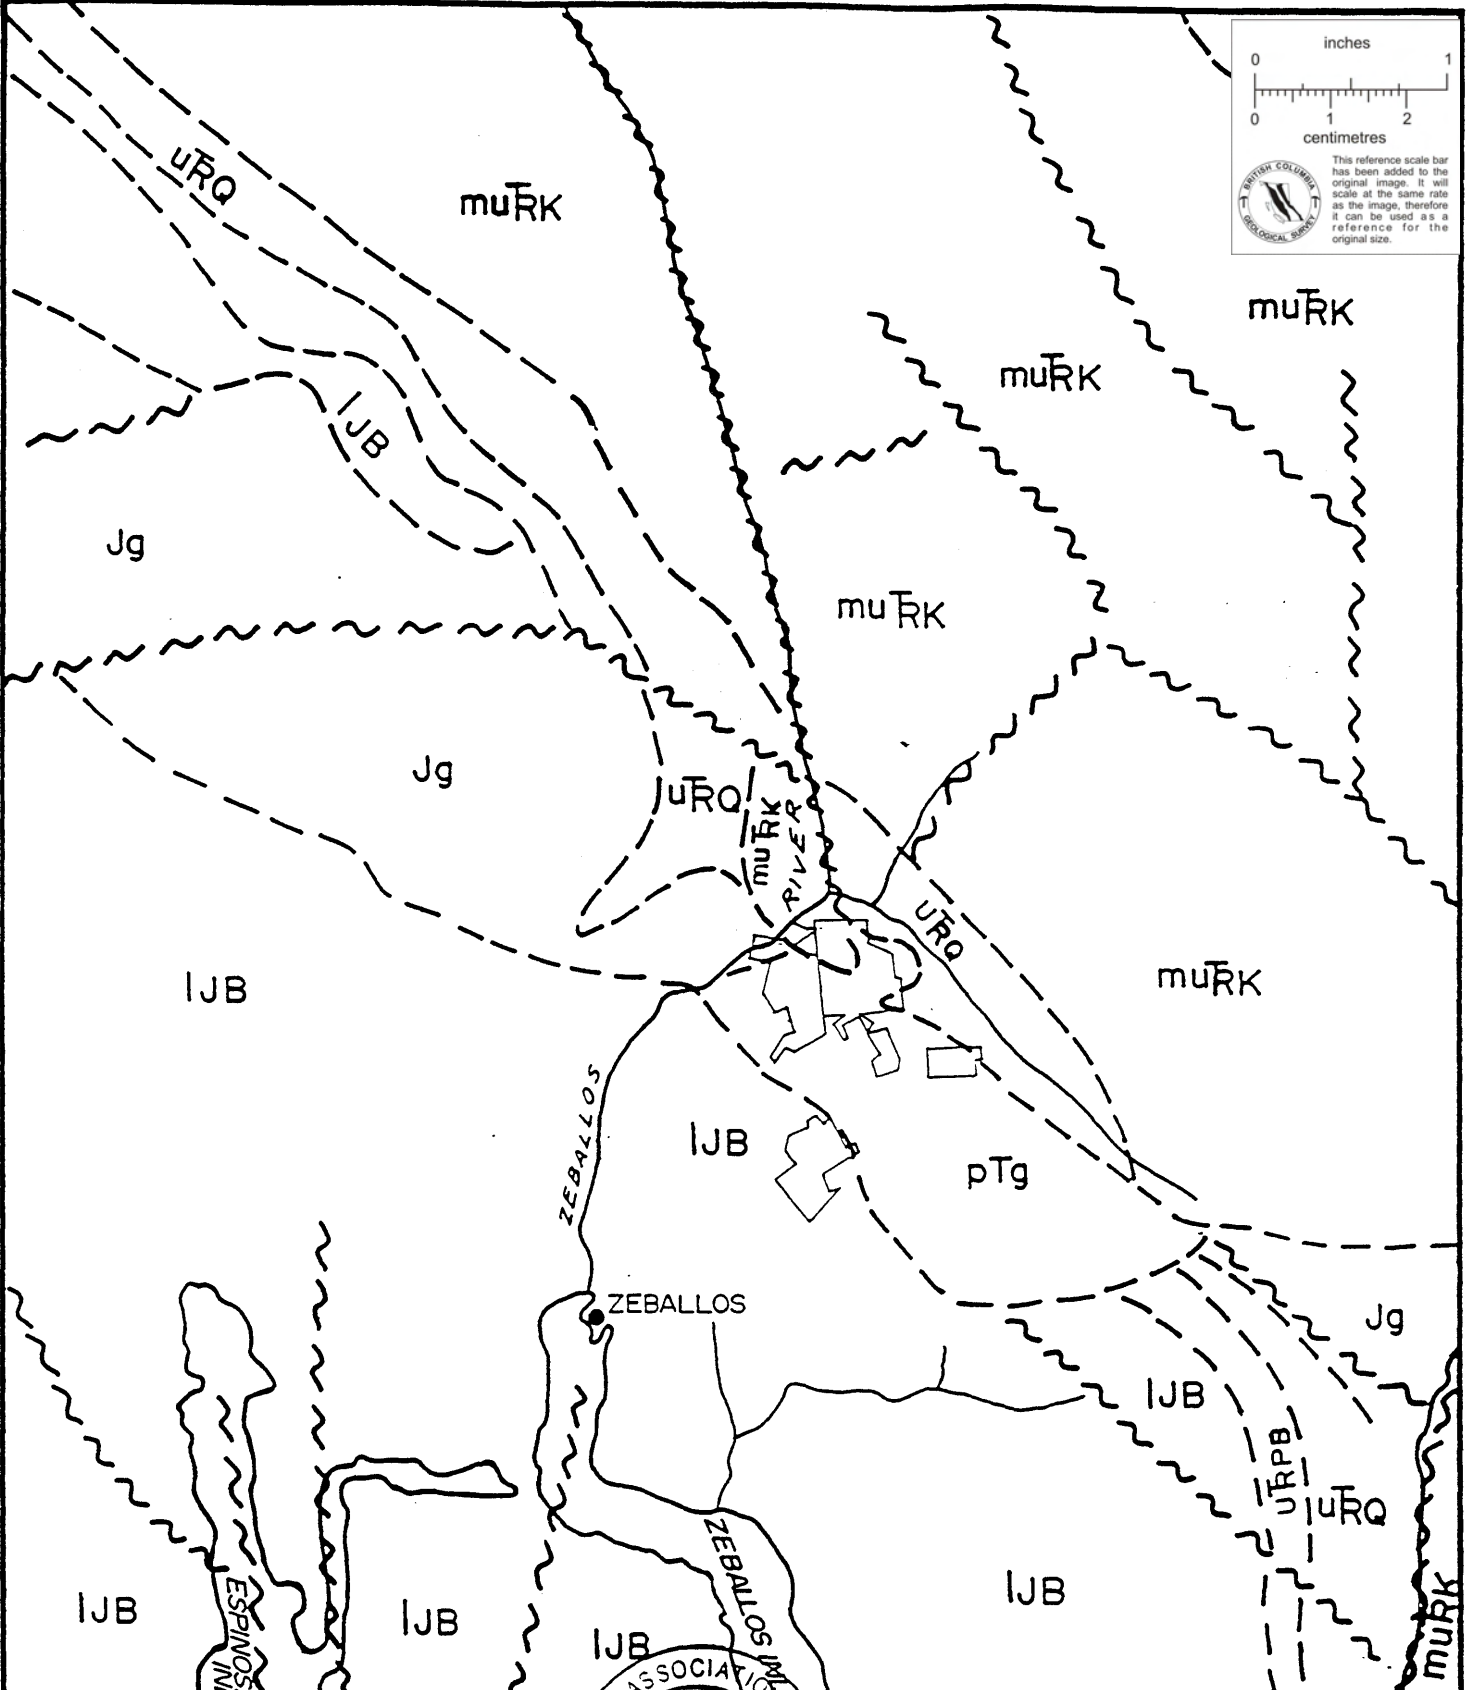 inches
0 1
0 1 2
centimetres
This reference scale bar
has been added to the
original image. It will
scale at the same rate
as the image, therefore
it can be used as a
reference for the
original size.
BRITISH COLUMBIA
GEOLOGICAL SURVEY
uTRQ
muTRK
muTRK
muTRK
lJB
Jg
muTRK
Jg
uTRQ
muTRK
RIVER
uTRQ
muTRK
lJB
ZEBALLOS
lJB
pTg
ZEBALLOS
Jg
lJB
uTRPB
uTRQ
ZEBALLOS
lJB
lJB
lJB
lJB
muTRK
ASSOCIATIO